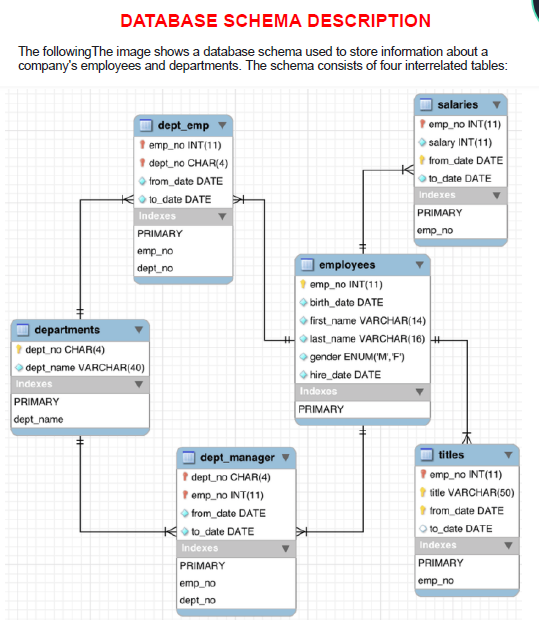 DATABASE SCHEMA DESCRIPTION
The followingThe image shows a database schema used to store information about a
company's employees and departments. The schema consists of four interrelated tables:
dept_emp
emp_no INT(11)
dept_no CHAR(4)
from_date DATE
to_date DATE
Indexes
PRIMARY
emp_no
dept_no
salaries
emp_no INT(11)
salary INT(11)
from_date DATE
to_date DATE
Indexes
PRIMARY
emp_no
employees
emp_no INT(11)
birth_date DATE
first_name VARCHAR(14)
last_name VARCHAR(16)
gender ENUM('M','F')
hire_date DATE
Indexes
PRIMARY
departments
dept_no CHAR(4)
dept_name VARCHAR(40)
Indexes
PRIMARY
dept_name
dept_manager
dept_no CHAR(4)
emp_no INT(11)
from_date DATE
to_date DATE
Indexes
PRIMARY
emp_no
dept_no
titles
emp_no INT(11)
title VARCHAR(50)
from_date DATE
to_date DATE
Indexes
PRIMARY
emp_no